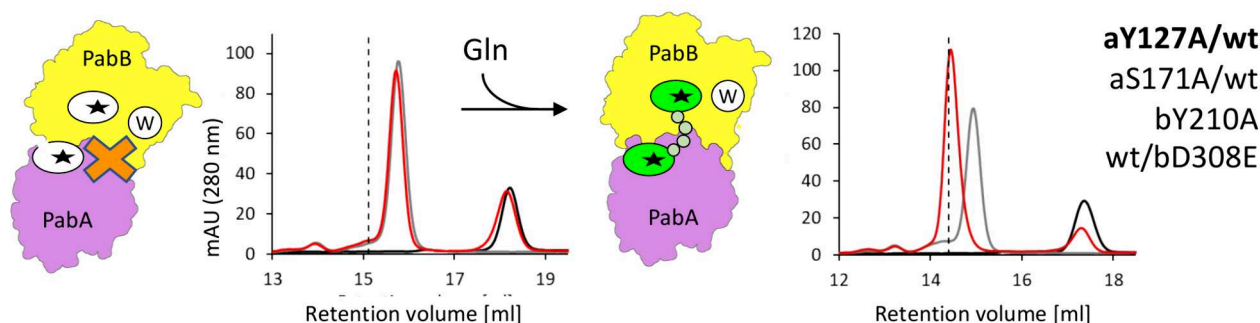 PabB
W
PabA
mAU (280 nm)
100
80
60
40
20
0
13
15
17
19
Retention volume [ml]
Gln
PabB
W
PabA
120
100
80
60
40
20
0
12
14
16
18
Retention volume [ml]
aY127A/wt
aS171A/wt
bY210A
wt/bD308E